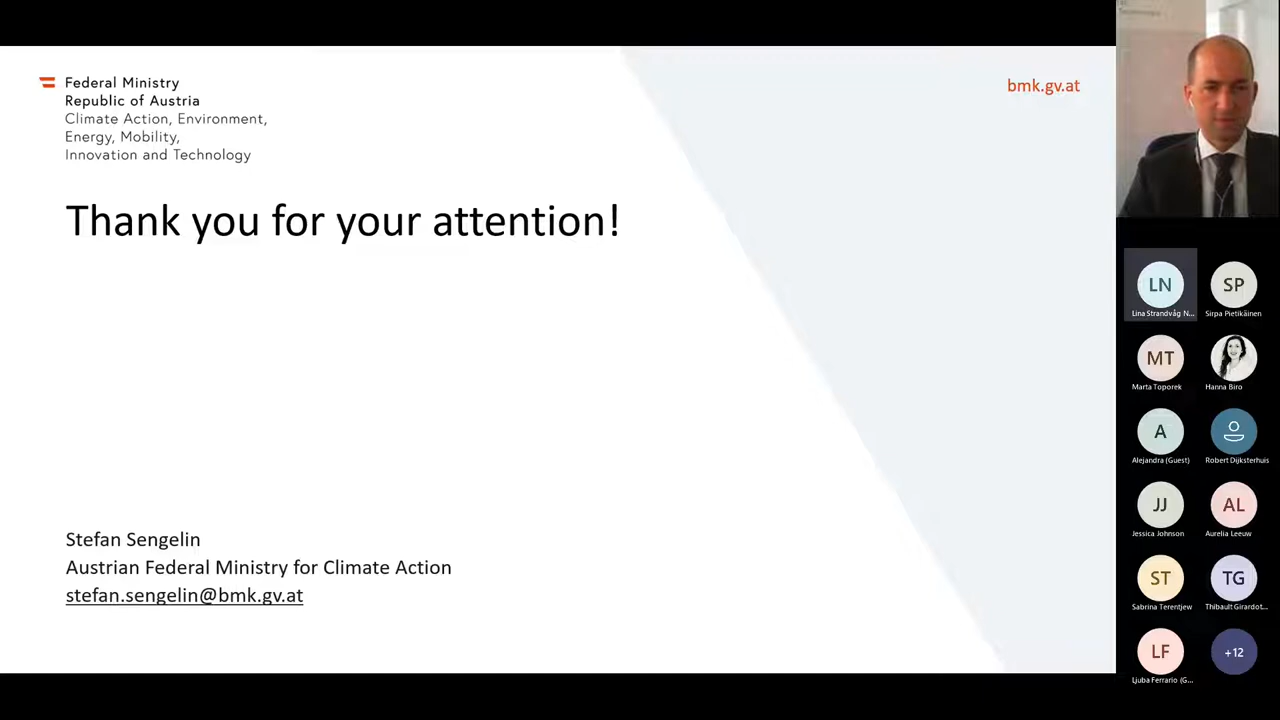 Federal Ministry
Republic of Austria
Climate Action, Environment,
Energy, Mobility,
Innovation and Technology
bmk.gv.at
Thank you for your attention!
Stefan Sengelin
Austrian Federal Ministry for Climate Action
stefan.sengelin@bmk.gv.at
LN
Lina Strandvåg N...
SP
Sirpa Pietikäinen
MT
Marta Toporek
Hanna Biro
A
Alejandra (Guest)
Robert Dijksterhuis
JJ
Jessica Johnson
AL
Aurelia Leeuw
ST
Sabrina Terentjew
TG
Thibault Girardot...
LF
Ljuba Ferrario (G...
+12